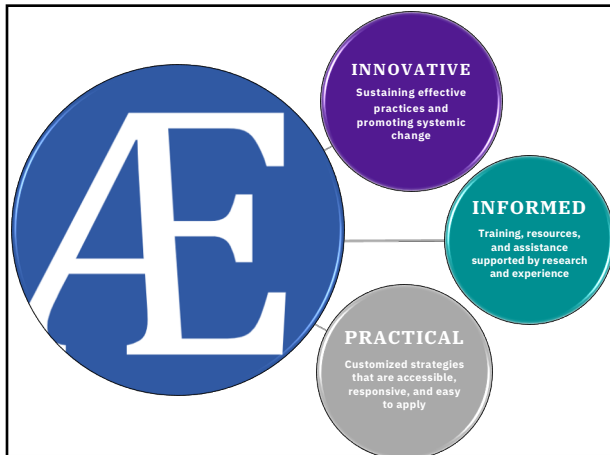 Æ
INNOVATIVE
Sustaining effective
practices and
promoting systemic
change
INFORMED
Training, resources,
and assistance
supported by research
and experience
PRACTICAL
Customized strategies
that are accessible,
responsive, and easy
to apply